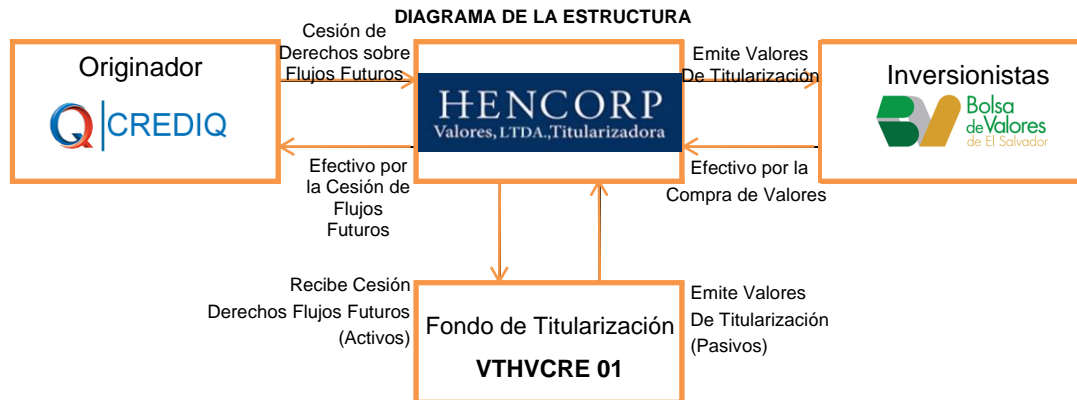 DIAGRAMA DE LA ESTRUCTURA
Originador
CREDIQ
Cesión de
Derechos sobre
Flujos Futuros
Efectivo por
la Cesión de
Flujos
Futuros
HENCORP
Valores, LTDA., Titularizadora
Emite Valores
De Titularización
Efectivo por la
Compra de Valores
Inversionistas
Bolsa
de Valores
de El Salvador
Recibe Cesión
Derechos Flujos Futuros
(Activos)
Fondo de Titularización
VTHVCRE 01
Emite Valores
De Titularización
(Pasivos)